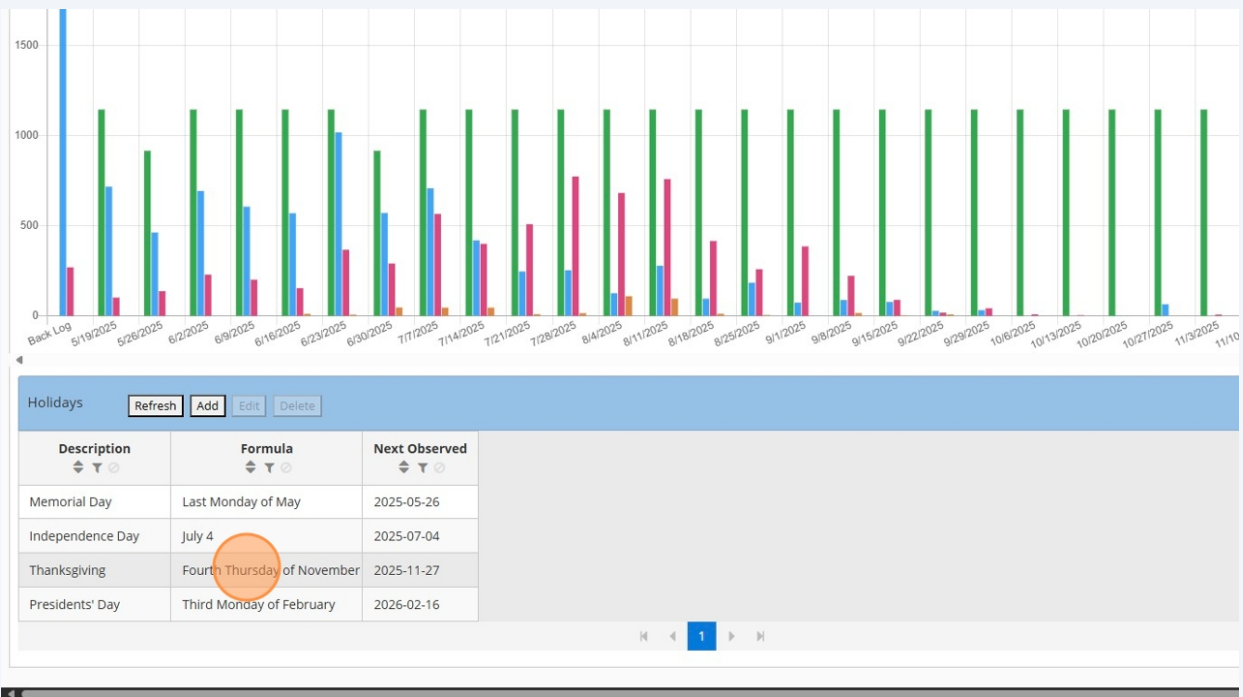 1500
1000
500
0
Back Log 5/19/2025 5/26/2025 6/2/2025 6/9/2025 6/16/2025 6/23/2025 6/30/2025 7/7/2025 7/14/2025 7/21/2025 7/28/2025 8/4/2025 8/11/2025 8/18/2025 8/25/2025 9/1/2025 9/8/2025 9/15/2025 9/22/2025 9/29/2025 10/6/2025 10/13/2025 10/20/2025 10/27/2025 11/3/2025 11/10
Holidays Refresh Add Edit Delete
Description Formula Next Observed
Memorial Day Last Monday of May 2025-05-26
Independence Day July 4 2025-07-04
Thanksgiving Fourth Thursday of November 2025-11-27
Presidents' Day Third Monday of February 2026-02-16
1